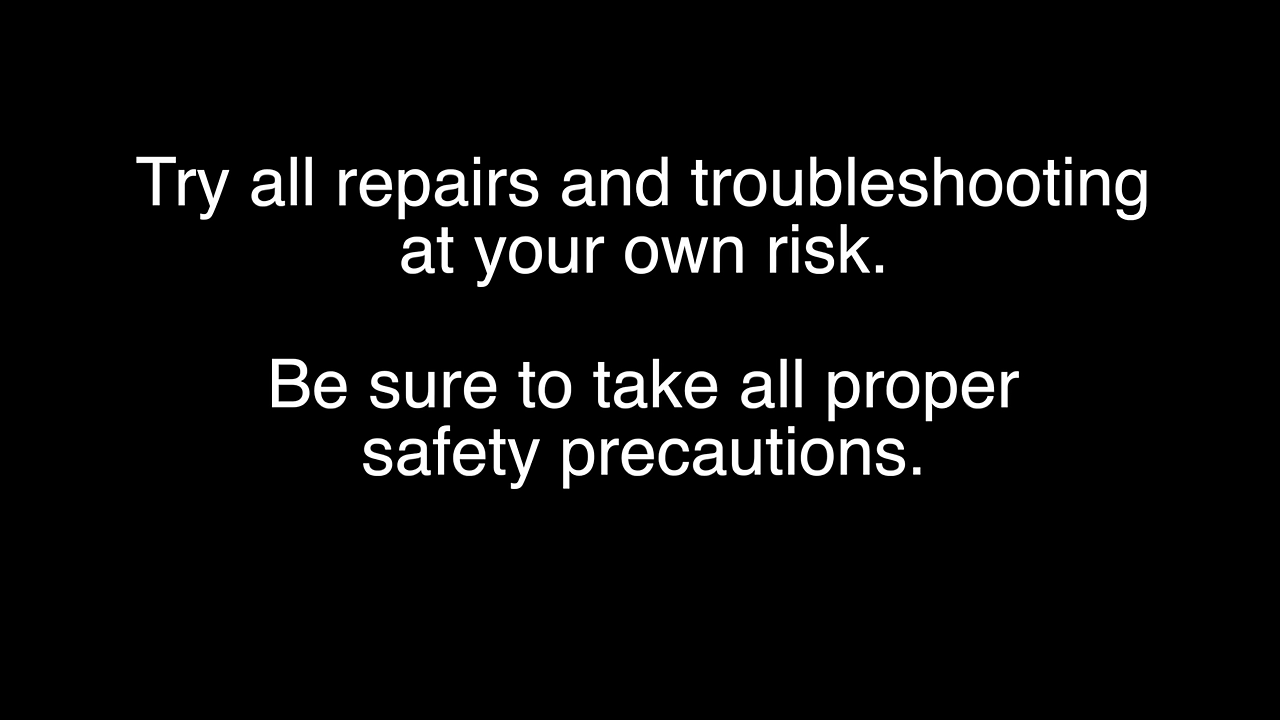 Try all repairs and troubleshooting
at your own risk.
Be sure to take all proper
safety precautions.